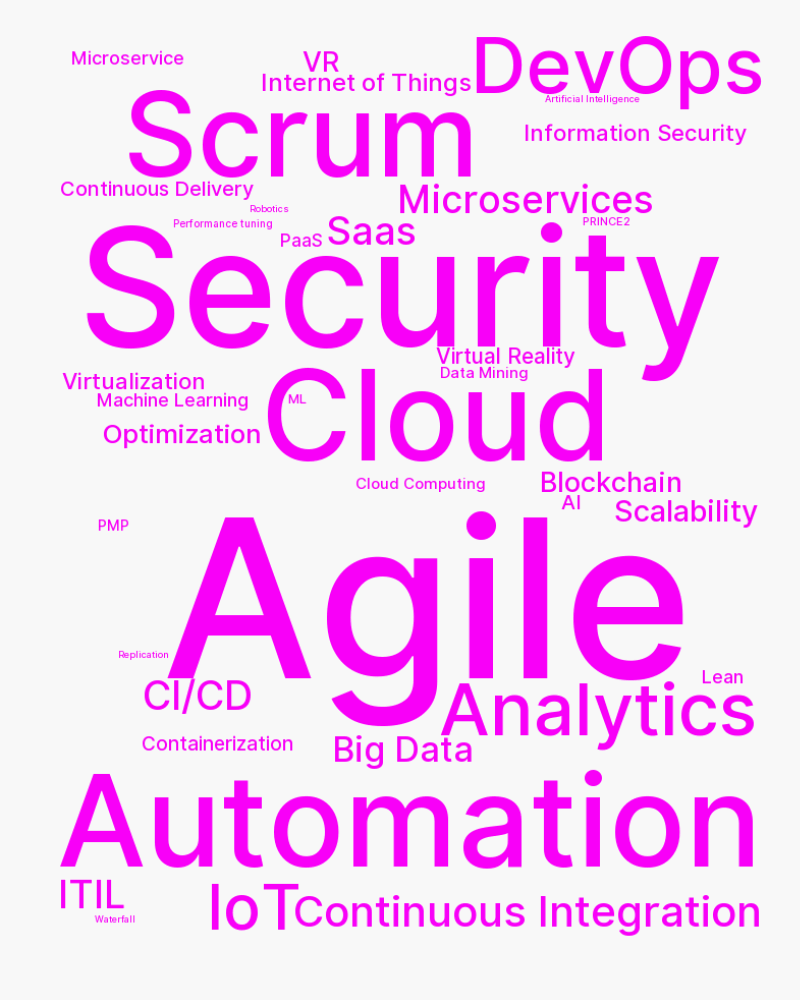 DevOps
Microservice
VR
Internet of Things
Artificial Intelligence
Scrum
Information Security
Continuous Delivery
Microservices
Robotics
Performance tuning
PRINCE2
Saas
PaaS
Security
Virtual Reality
Data Mining
Virtualization
Machine Learning
ML
Cloud
Optimization
Cloud Computing
Blockchain
AI
Scalability
PMP
Agile
Replication
Lean
CI/CD
Analytics
Containerization
Big Data
Automation
ITIL
Waterfall
IoT
Continuous Integration